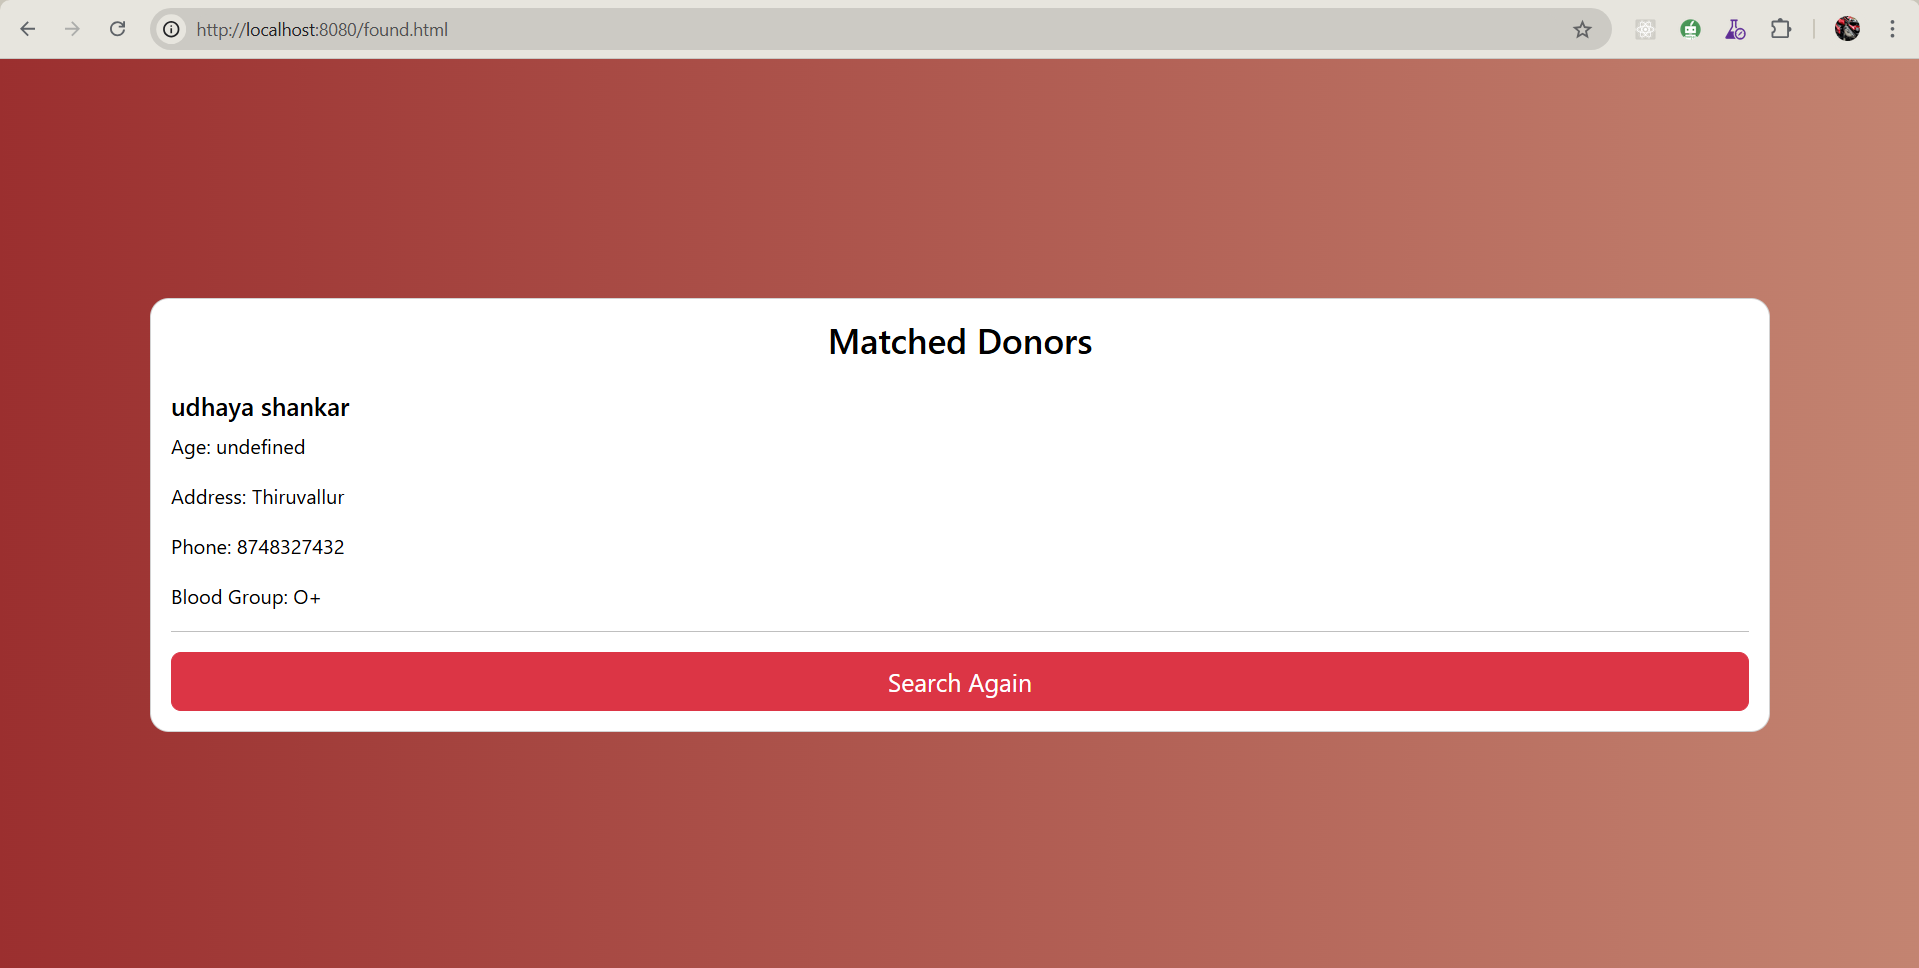 http://localhost:8080/found.html
Matched Donors
udhaya shankar
Age: undefined
Address: Thiruvallur
Phone: 8748327432
Blood Group: O+
Search Again